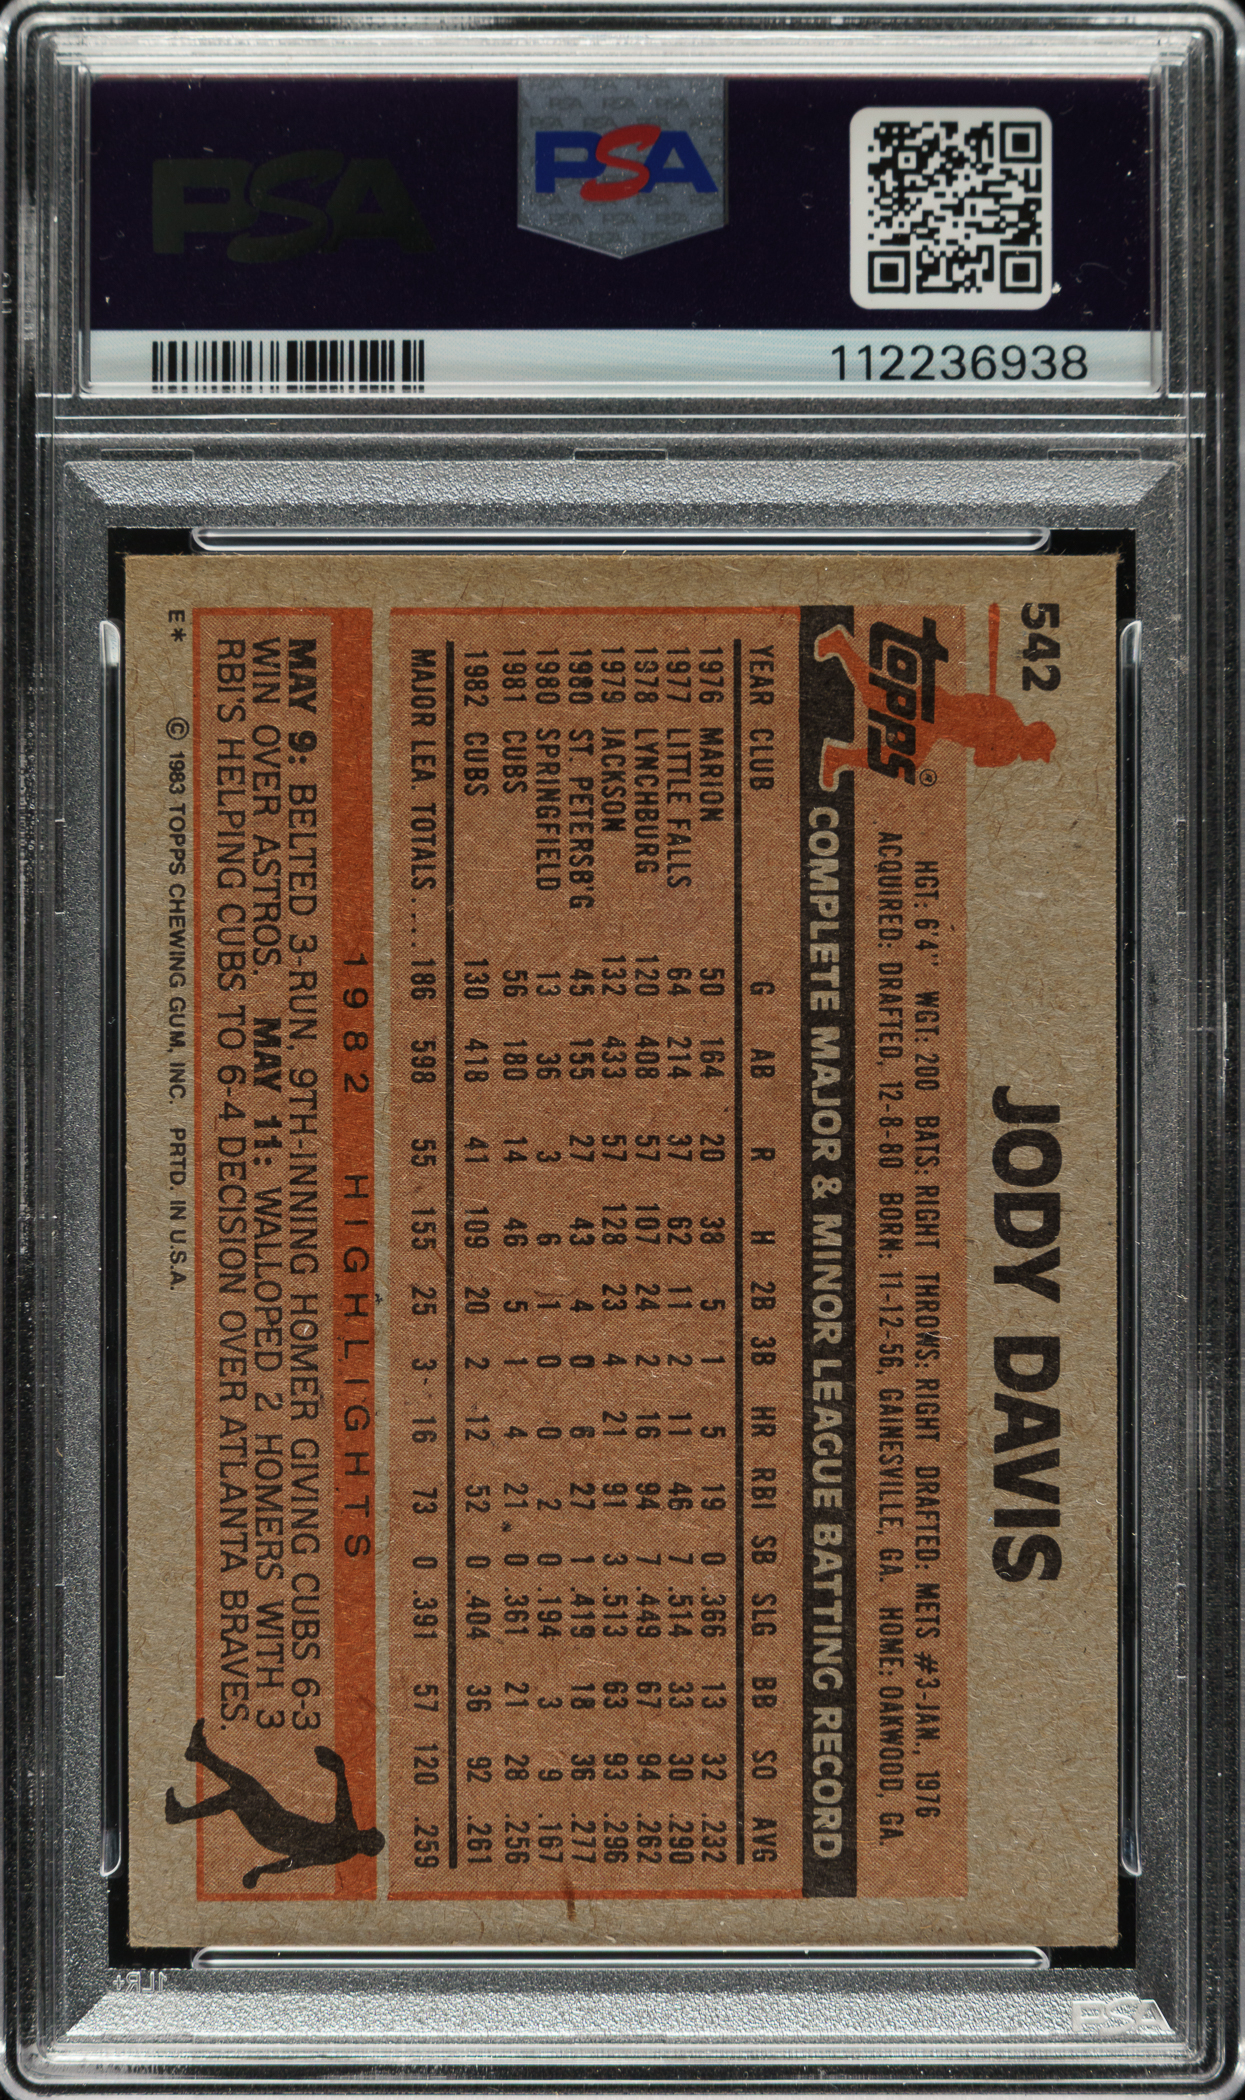 PSA
PSA
112236938
542
JODY DAVIS
Topps®
HGT: 6'4" WGT: 200 BATS: RIGHT THROWS: RIGHT DRAFTED: METS #3-JAN., 1976
ACQUIRED: DRAFTED, 12-8-80 BORN: 11-12-56, GAINESVILLE, GA. HOME: OAKWOOD, GA.
COMPLETE MAJOR & MINOR LEAGUE BATTING RECORD
YEAR CLUB G AB R H 2B 3B HR RBI SB SLG BB SO AVG
1976 MARION 50 164 20 38 5 1 5 19 0 .366 13 32 .232
1977 LITTLE FALLS 64 214 37 62 11 2 11 46 7 .514 33 30 .290
1978 LYNCHBURG 120 408 57 107 24 2 16 94 7 .449 67 94 .262
1979 JACKSON 132 433 57 128 23 4 21 91 3 .513 63 93 .296
1980 ST. PETERSB'G 45 155 27 43 4 0 6 27 1 .419 18 36 .277
1980 SPRINGFIELD 13 36 3 6 1 0 0 2 0 .194 3 9 .167
1981 CUBS 56 180 14 46 5 1 4 21 0 .361 21 28 .256
1982 CUBS 130 418 41 109 20 2 12 52 0 .404 36 92 .261
MAJOR LEA. TOTALS.....186 598 55 155 25 3 16 73 0 .391 57 120 .259
1982 HIGHLIGHTS
MAY 9: BELTED 3-RUN, 9TH-INNING HOMER GIVING CUBS 6-3
WIN OVER ASTROS. MAY 11: WALLOPED 2 HOMERS WITH 3
RBI'S HELPING CUBS TO 6-4 DECISION OVER ATLANTA BRAVES.
E* © 1983 TOPPS CHEWING GUM, INC. PRTD. IN U.S.A.
1LR+
PSA